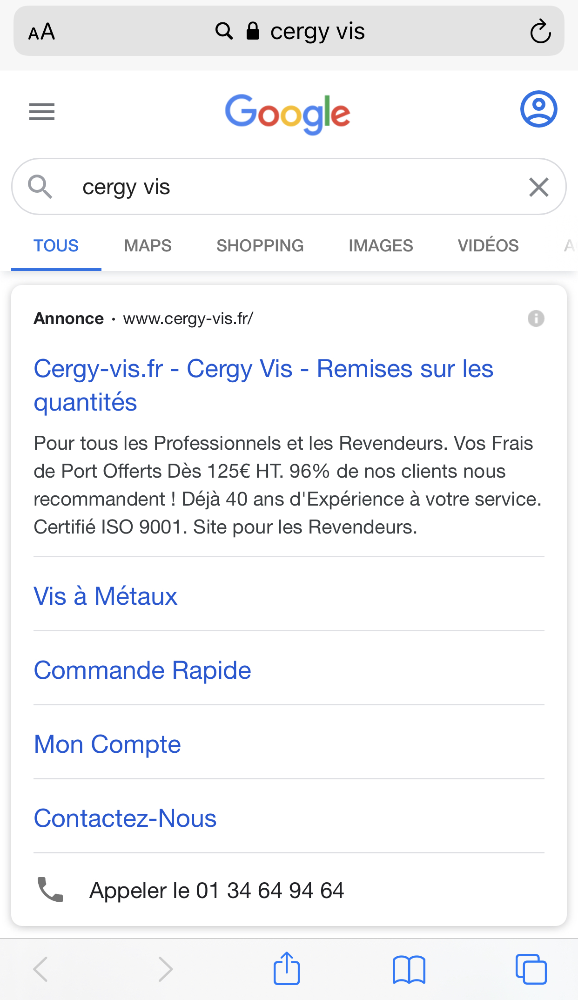 AA cergy vis
Google
cergy vis
TOUS MAPS SHOPPING IMAGES VIDÉOS
Annonce · www.cergy-vis.fr/
Cergy-vis.fr - Cergy Vis - Remises sur les
quantités
Pour tous les Professionnels et les Revendeurs. Vos Frais
de Port Offerts Dès 125€ HT. 96% de nos clients nous
recommandent ! Déjà 40 ans d'Expérience à votre service.
Certifié ISO 9001. Site pour les Revendeurs.
Vis à Métaux
Commande Rapide
Mon Compte
Contactez-Nous
Appeler le 01 34 64 94 64